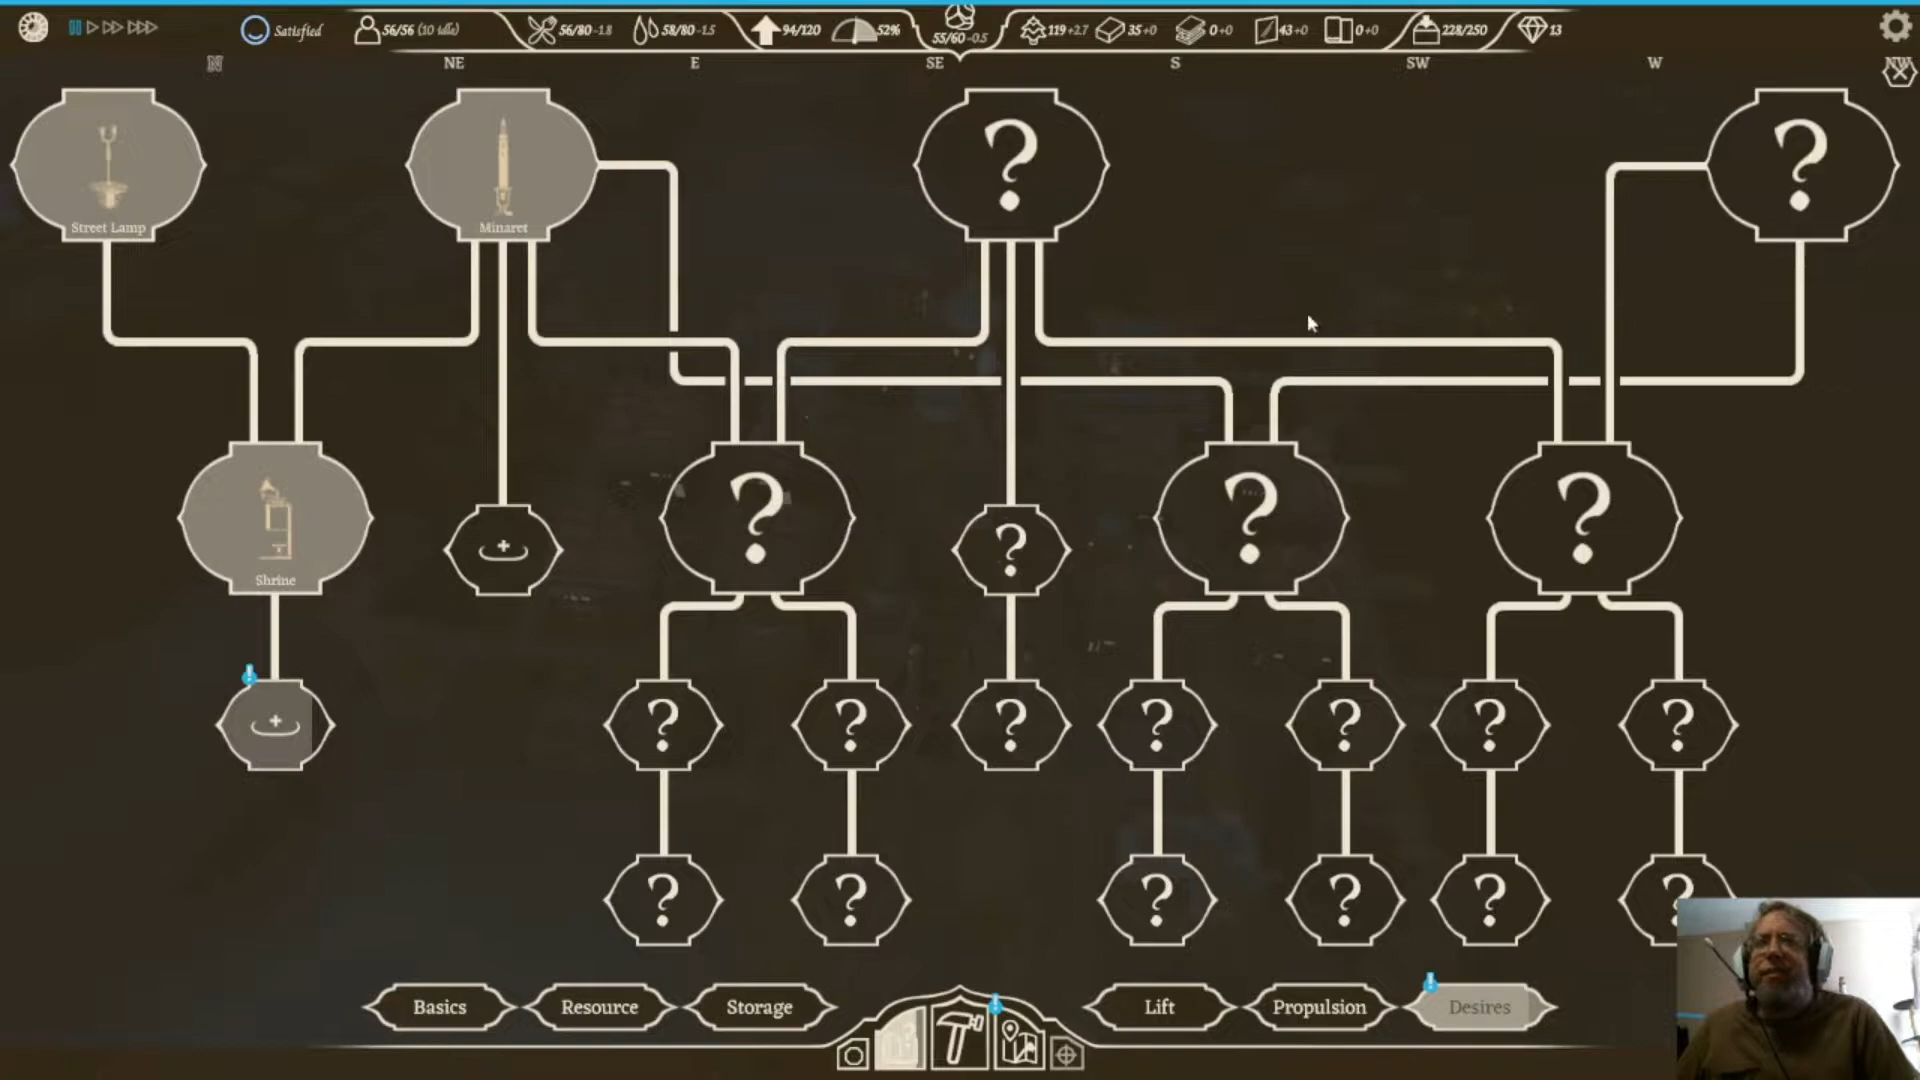 Satisfied
56/56 (10 idle)
56/80 -1.8
58/80 -1.5
94/120
52%
55/60 -0.5
119 +2.7
35 +0
0 +0
43 +0
0 +0
228/250
13
N
NE
E
SE
S
SW
W
NW
Street Lamp
Minaret
?
?
Shrine
+
?
?
?
?
+
?
?
?
?
?
?
?
?
?
?
?
?
?
?
Basics
Resource
Storage
Lift
Propulsion
Desires